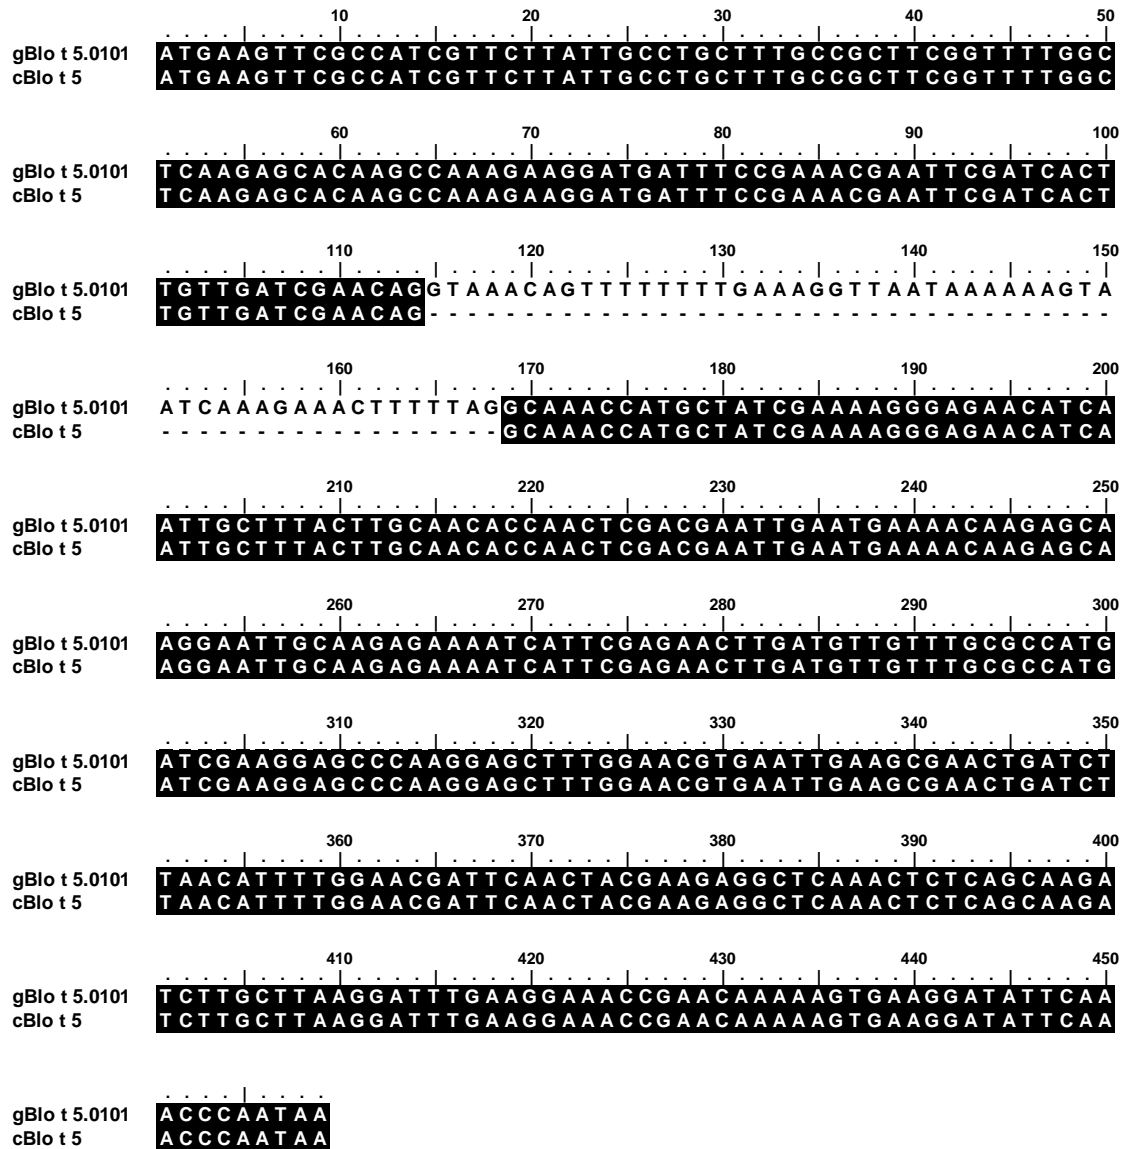 10 20 30 40 50
gBlo t 5.0101 ATGAAGTTCGCCATCGTTCTTATTGCCTGCTTTGCCGCTTCGGTTTTGGC
cBlo t 5 ATGAAGTTCGCCATCGTTCTTATTGCCTGCTTTGCCGCTTCGGTTTTGGC
60 70 80 90 100
gBlo t 5.0101 TCAAGAGCACAAGCCAAAGAAGGATGATTTCCGAAACGAATTCGATCACT
cBlo t 5 TCAAGAGCACAAGCCAAAGAAGGATGATTTCCGAAACGAATTCGATCACT
110 120 130 140 150
gBlo t 5.0101 TGTTGATCGAACAGGTAAACAGTTTTTTTTGAAAGGTTAATAAAAAAGTA
cBlo t 5 TGTTGATCGAACAG------------------------------------
160 170 180 190 200
gBlo t 5.0101 ATCAAAGAAACTTTTTAGGCAAACCATGCTATCGAAAAGGGAGAACATCA
cBlo t 5 ------------------GCAAACCATGCTATCGAAAAGGGAGAACATCA
210 220 230 240 250
gBlo t 5.0101 ATTGCTTTACTTGCAACACCAACTCGACGAATTGAATGAAAACAAGAGCA
cBlo t 5 ATTGCTTTACTTGCAACACCAACTCGACGAATTGAATGAAAACAAGAGCA
260 270 280 290 300
gBlo t 5.0101 AGGAATTGCAAGAGAAAATCATTCGAGAACTTGATGTTGTTTGCGCCATG
cBlo t 5 AGGAATTGCAAGAGAAAATCATTCGAGAACTTGATGTTGTTTGCGCCATG
310 320 330 340 350
gBlo t 5.0101 ATCGAAGGAGCCCAAGGAGCTTTGGAACGTGAATTGAAGCGAACTGATCT
cBlo t 5 ATCGAAGGAGCCCAAGGAGCTTTGGAACGTGAATTGAAGCGAACTGATCT
360 370 380 390 400
gBlo t 5.0101 TAACATTTTGGAACGATTCAACTACGAAGAGGCTCAAACTCTCAGCAAGA
cBlo t 5 TAACATTTTGGAACGATTCAACTACGAAGAGGCTCAAACTCTCAGCAAGA
410 420 430 440 450
gBlo t 5.0101 TCTTGCTTAAGGATTTGAAGGAAACCGAACAAAAAGTGAAGGATATTCAA
cBlo t 5 TCTTGCTTAAGGATTTGAAGGAAACCGAACAAAAAGTGAAGGATATTCAA
gBlo t 5.0101 ACCCAATAA
cBlo t 5 ACCCAATAA